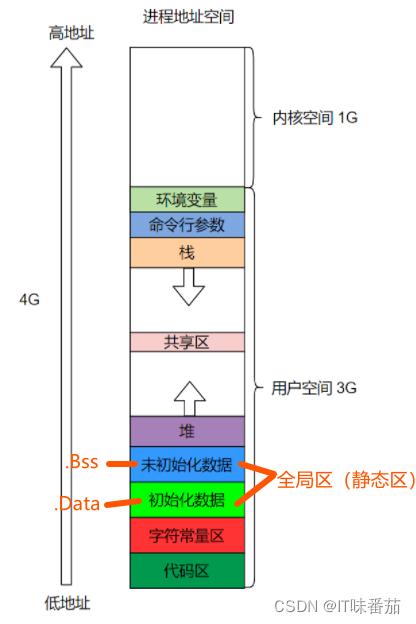 进程地址空间
高地址
内核空间 1G
环境变量
命令行参数
栈
4G
共享区
用户空间 3G
堆
.Bss
未初始化数据
全局区（静态区）
.Data
初始化数据
字符常量区
代码区
低地址
CSDN @IT味番茄